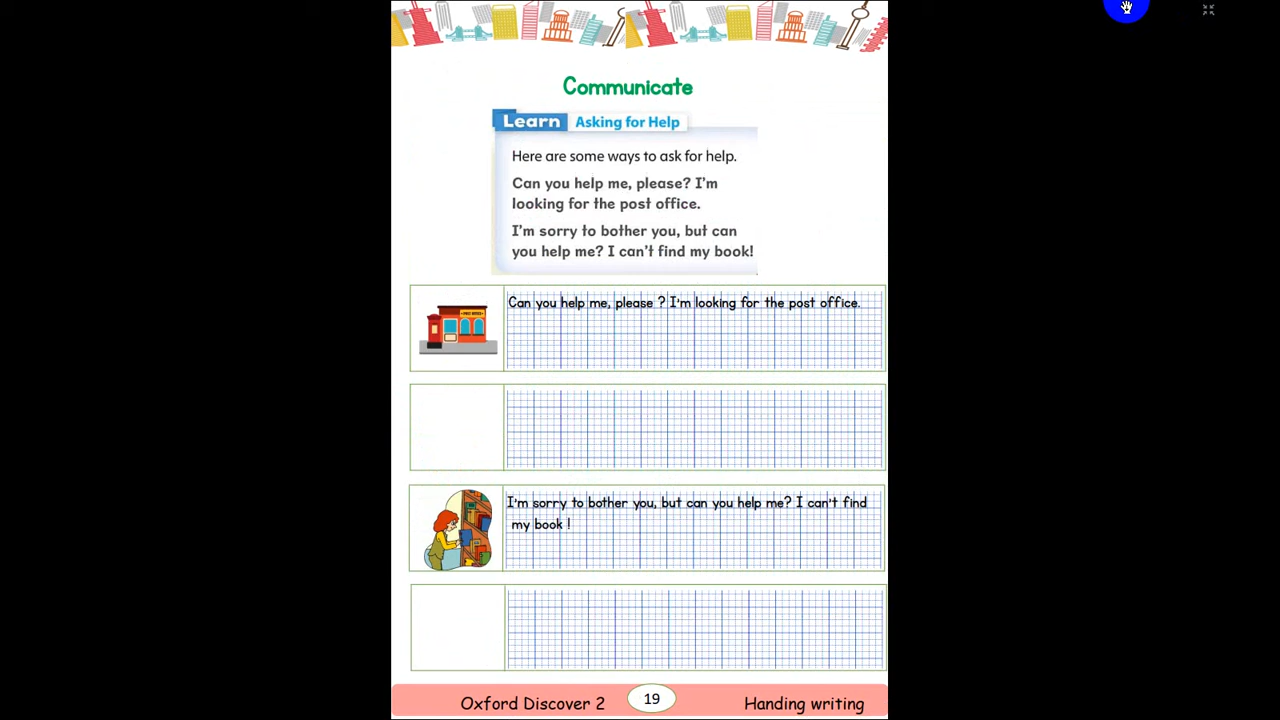 Communicate
Learn Asking for Help
Here are some ways to ask for help.
Can you help me, please? I'm
looking for the post office.
I'm sorry to bother you, but can
you help me? I can't find my book!
Can you help me, please ? I'm looking for the post office.
I'm sorry to bother you, but can you help me? I can't find
my book !
Oxford Discover 2 19 Handing writing